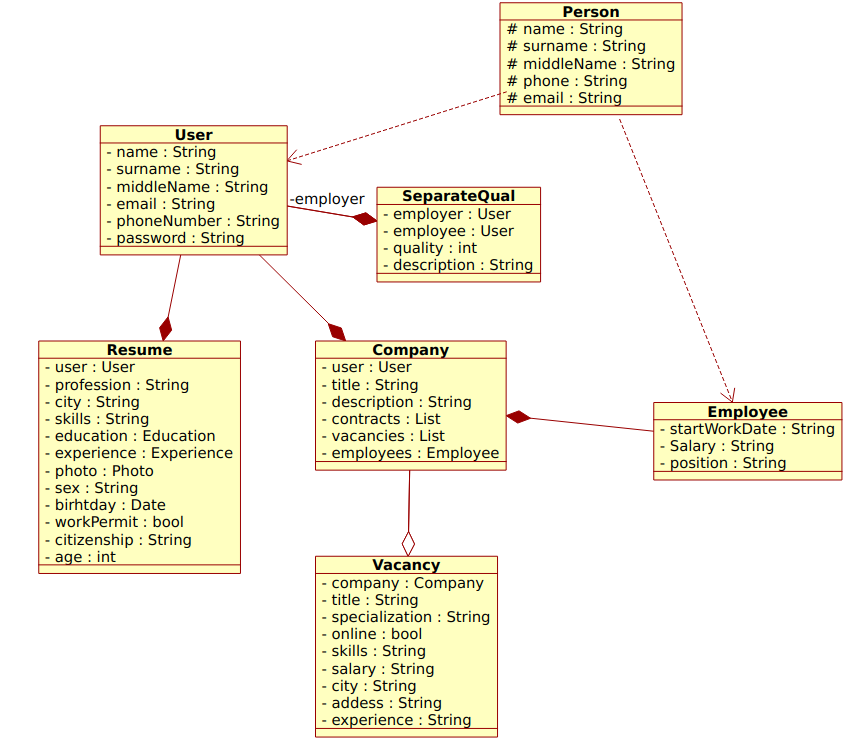 Person
# name : String
# surname : String
# middleName : String
# phone : String
# email : String
User
- name : String
- surname : String
- middleName : String
- email : String
- phoneNumber : String
- password : String
-employer
SeparateQual
- employer : User
- employee : User
- quality : int
- description : String
Resume
- user : User
- profession : String
- city : String
- skills : String
- education : Education
- experience : Experience
- photo : Photo
- sex : String
- birhtday : Date
- workPermit : bool
- citizenship : String
- age : int
Company
- user : User
- title : String
- description : String
- contracts : List
- vacancies : List
- employees : Employee
Employee
- startWorkDate : String
- Salary : String
- position : String
Vacancy
- company : Company
- title : String
- specialization : String
- online : bool
- skills : String
- salary : String
- city : String
- addess : String
- experience : String